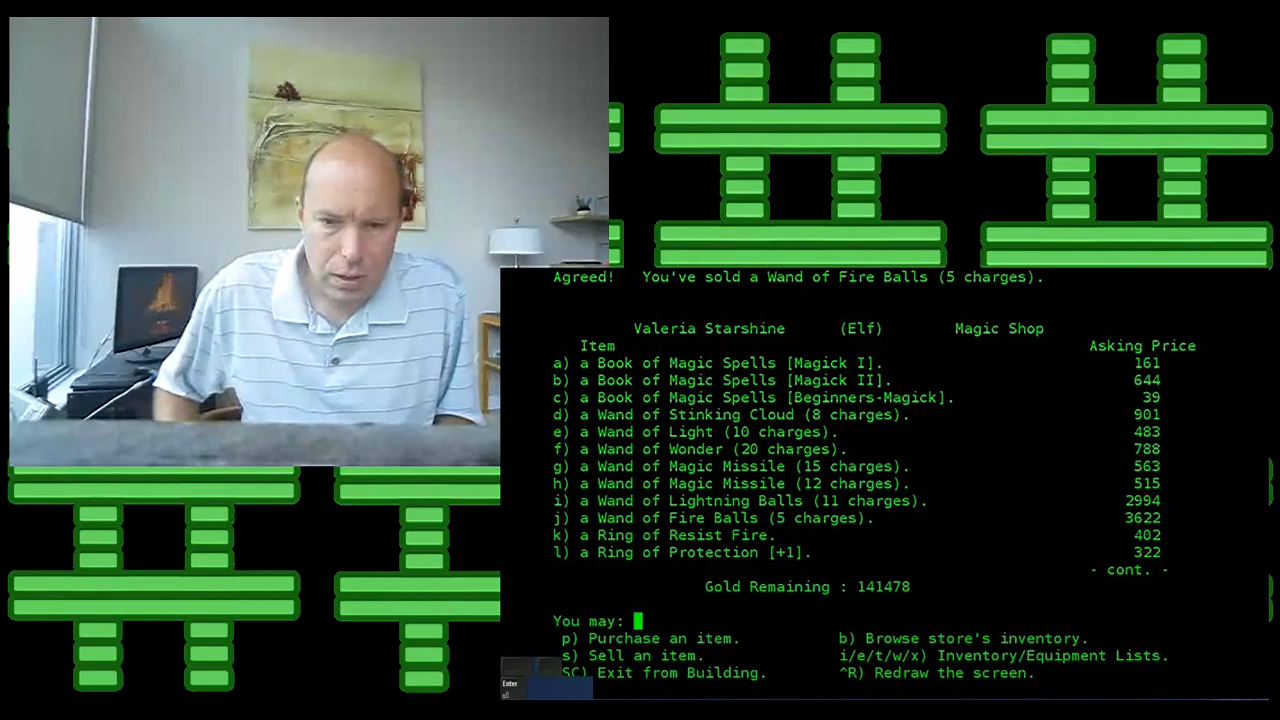 Agreed!   You've sold a Wand of Fire Balls (5 charges).
Valeria Starshine      (Elf)        Magic Shop
Item                                                    Asking Price
a) a Book of Magic Spells [Magick I].                            161
b) a Book of Magic Spells [Magick II].                           644
c) a Book of Magic Spells [Beginners-Magick].                     39
d) a Wand of Stinking Cloud (8 charges).                         901
e) a Wand of Light (10 charges).                                 483
f) a Wand of Wonder (20 charges).                                788
g) a Wand of Magic Missile (15 charges).                         563
h) a Wand of Magic Missile (12 charges).                         515
i) a Wand of Lightning Balls (11 charges).                      2994
j) a Wand of Fire Balls (5 charges).                            3622
k) a Ring of Resist Fire.                                        402
l) a Ring of Protection [+1].                                    322
- cont. -
Gold Remaining : 141478
You may:
p) Purchase an item.           b) Browse store's inventory.
s) Sell an item.               i/e/t/w/x) Inventory/Equipment Lists.
SC) Exit from Building.        ^R) Redraw the screen.
Enter